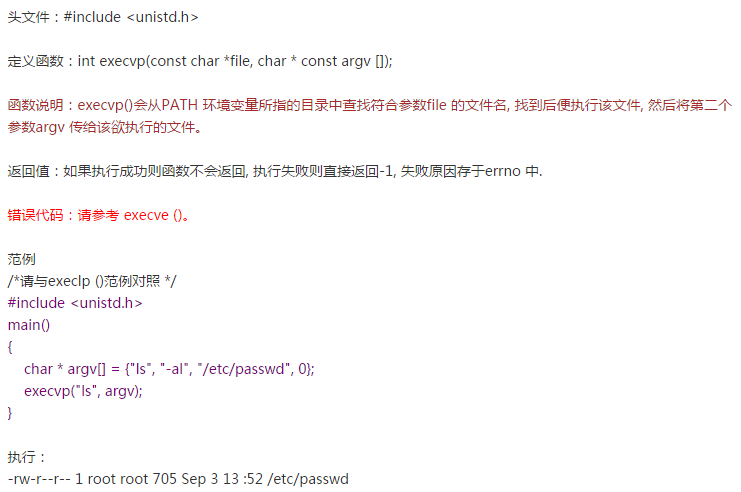 头文件：#include <unistd.h>
定义函数：int execvp(const char *file, char * const argv []);
函数说明：execvp()会从PATH 环境变量所指的目录中查找符合参数file 的文件名, 找到后便执行该文件, 然后将第二个
参数argv 传给该欲执行的文件。
返回值：如果执行成功则函数不会返回, 执行失败则直接返回-1, 失败原因存于errno 中.
错误代码：请参考 execve ()。
范例
/*请与execlp ()范例对照 */
#include <unistd.h>
main()
{
char * argv[] = {"ls", "-al", "/etc/passwd", 0};
execvp("ls", argv);
}
执行：
-rw-r--r-- 1 root root 705 Sep 3 13 :52 /etc/passwd